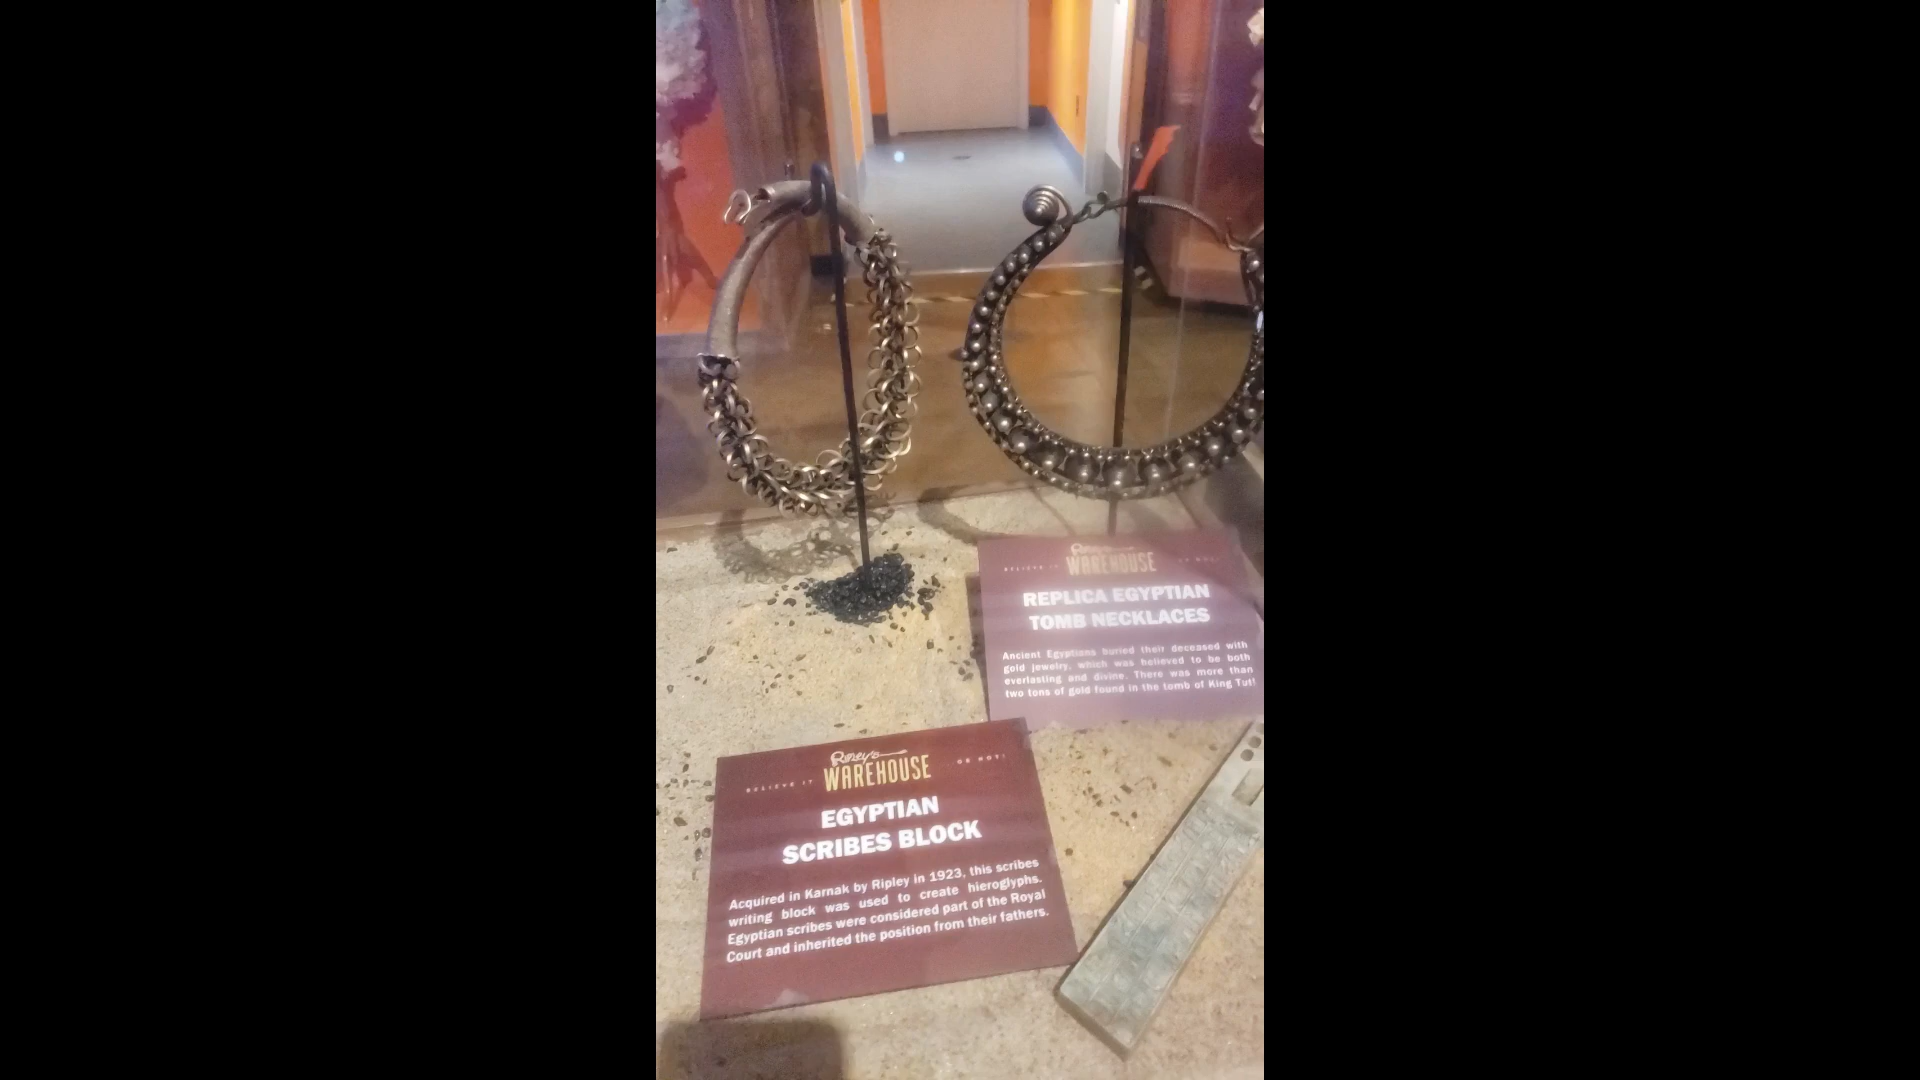 Ripley's
BELIEVE IT WAREHOUSE OR NOT!
REPLICA EGYPTIAN
TOMB NECKLACES
Ancient Egyptians buried their deceased with
gold jewelry, which was believed to be both
everlasting and divine. There was more than
two tons of gold found in the tomb of King Tut!
Ripley's
BELIEVE IT WAREHOUSE OR NOT!
EGYPTIAN
SCRIBES BLOCK
Acquired in Karnak by Ripley in 1923, this scribes
writing block was used to create hieroglyphs.
Egyptian scribes were considered part of the Royal
Court and inherited the position from their fathers.